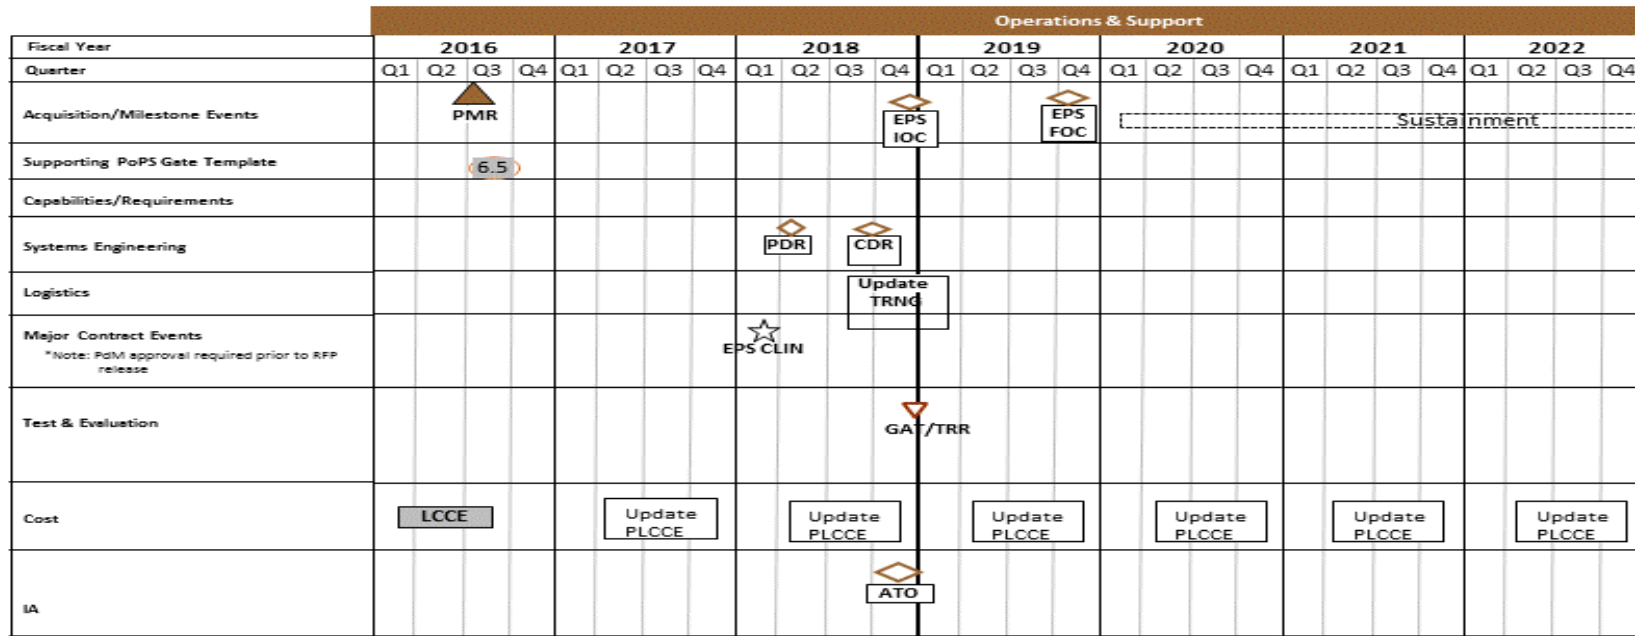 Operations & Support
Fiscal Year 2016 2017 2018 2019 2020 2021 2022
Quarter Q1 Q2 Q3 Q4 Q1 Q2 Q3 Q4 Q1 Q2 Q3 Q4 Q1 Q2 Q3 Q4 Q1 Q2 Q3 Q4 Q1 Q2 Q3 Q4 Q1 Q2 Q3 Q4
Acquisition/Milestone Events
PMR
EPS
IOC
EPS
FOC
Sustainment
Supporting PoPS Gate Template
6.5
Capabilities/Requirements
Systems Engineering
PDR
CDR
Logistics
Update
TRNG
Major Contract Events
*Note: PdM approval required prior to RFP
release
EPS CLIN
Test & Evaluation
GAT/TRR
Cost
LCCE
Update
PLCCE
Update
PLCCE
Update
PLCCE
Update
PLCCE
Update
PLCCE
Update
PLCCE
IA
ATO